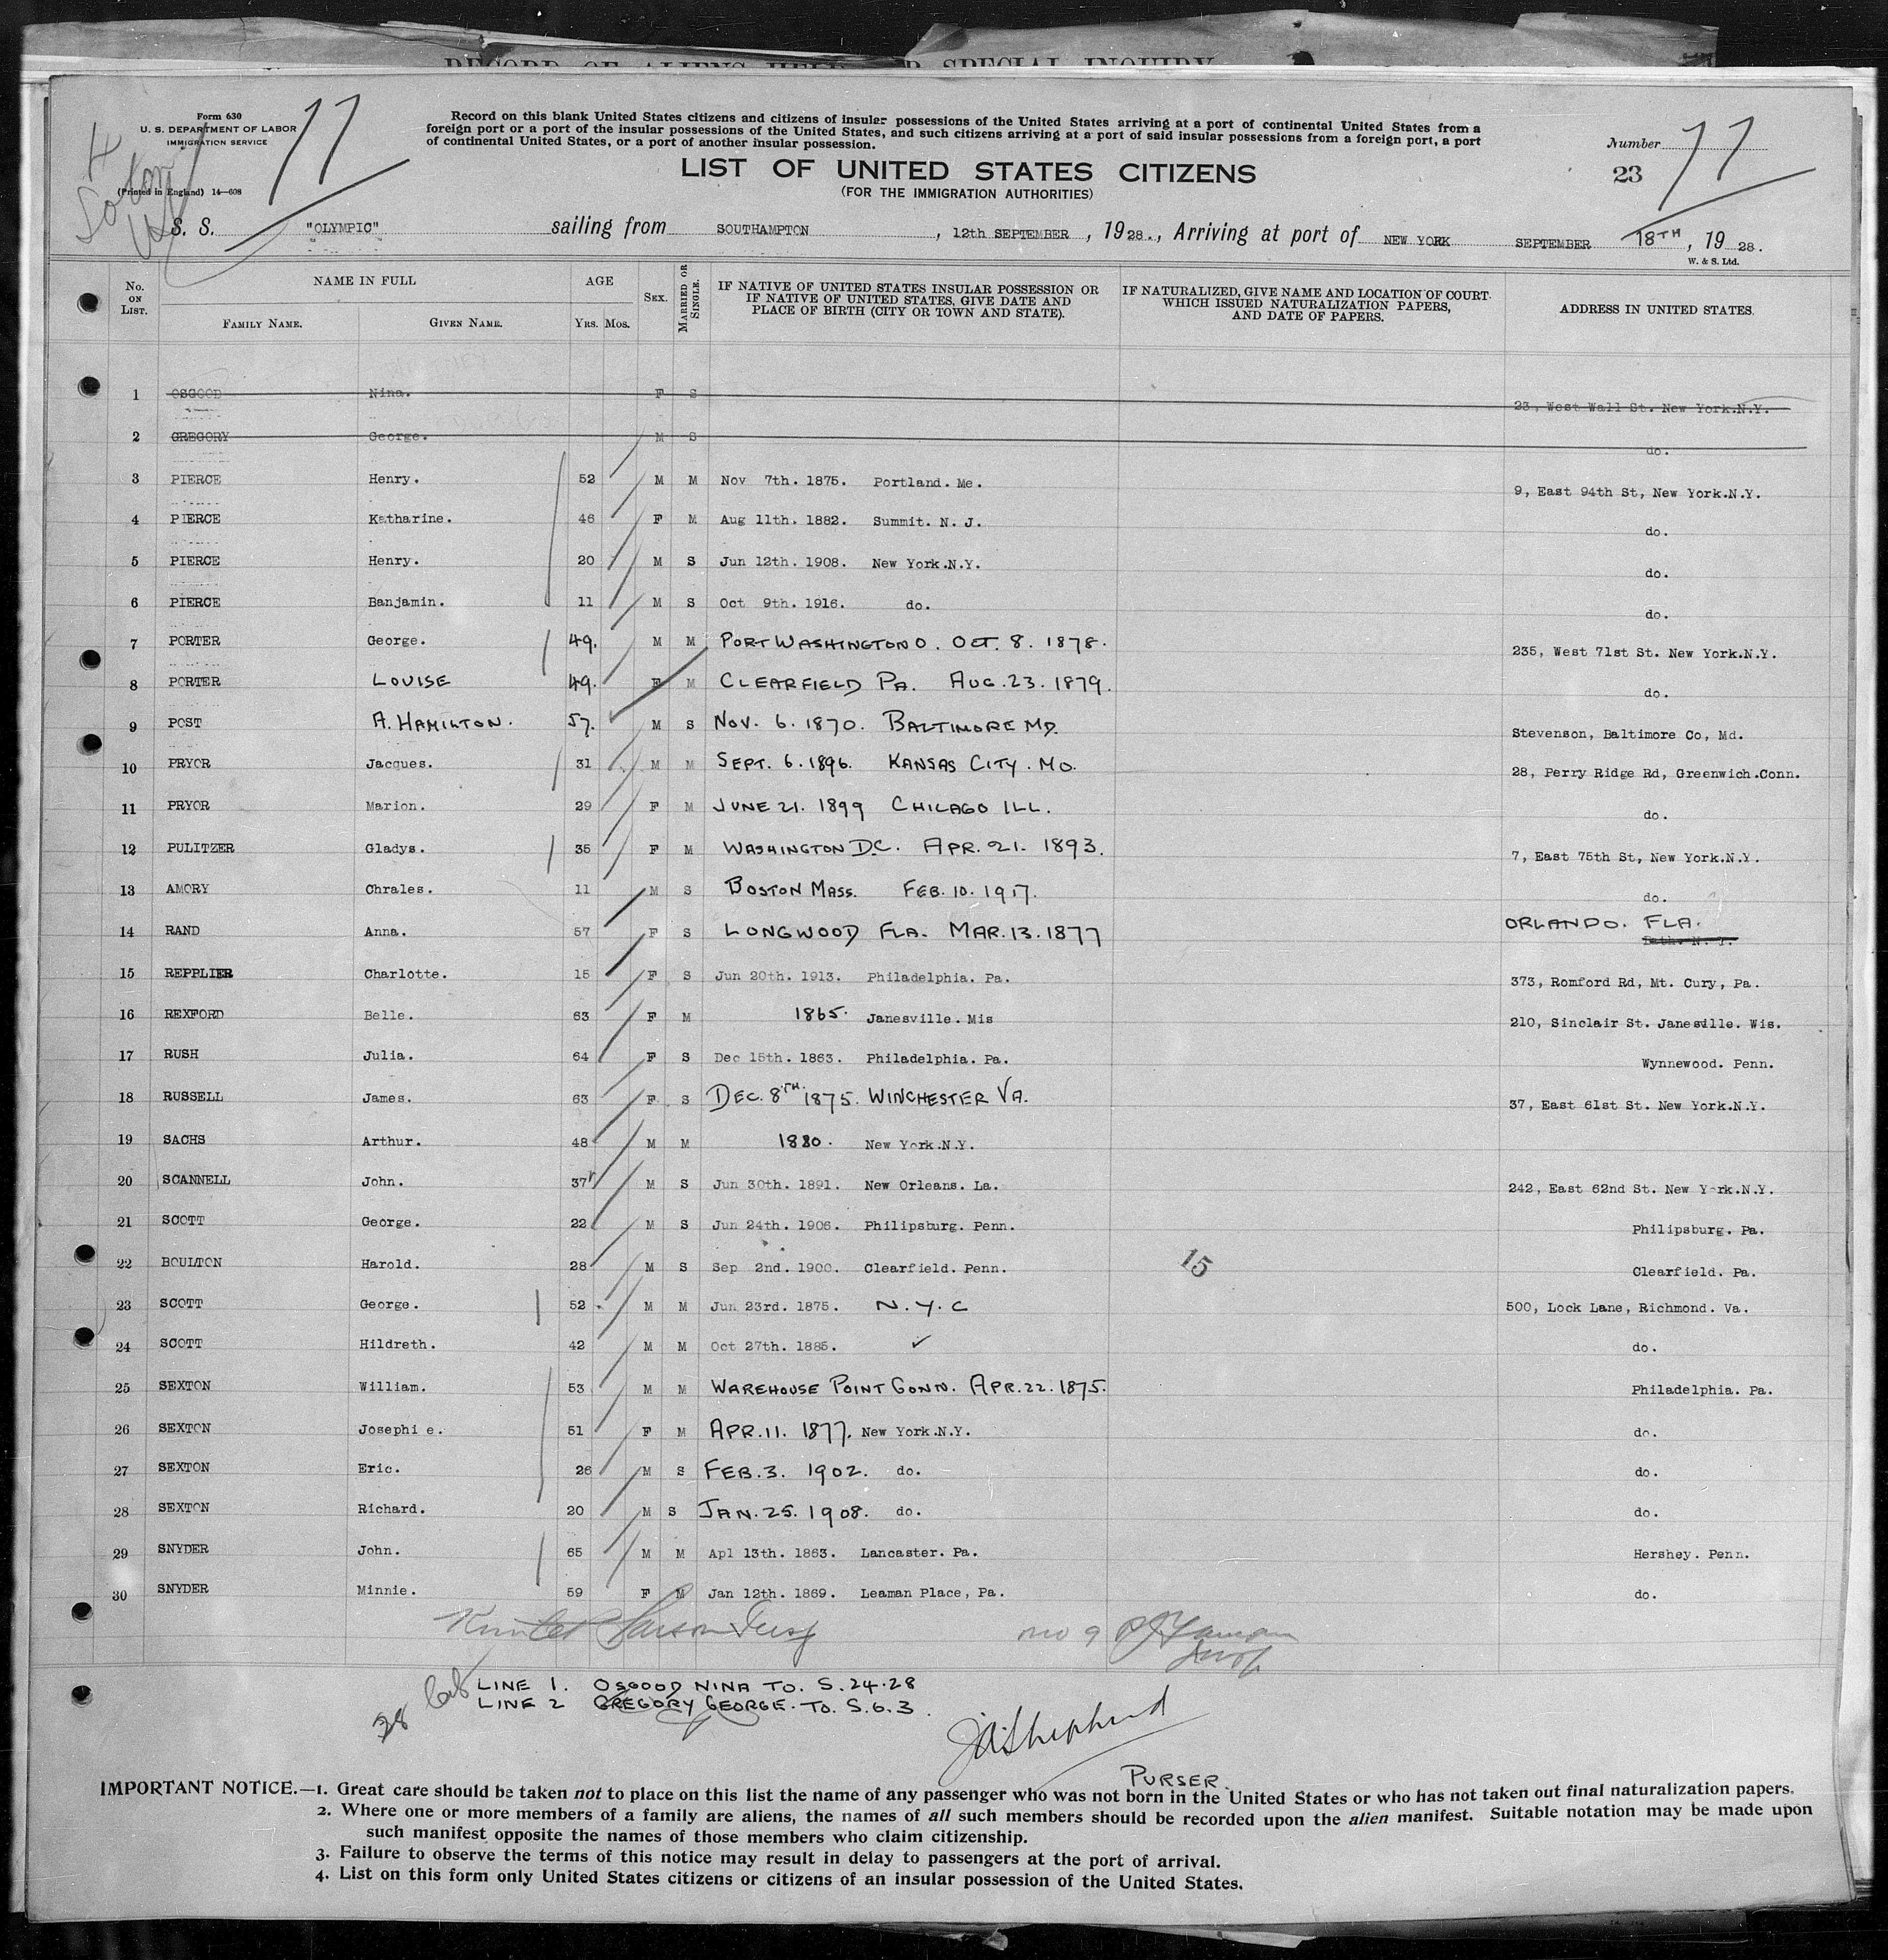 RECORD OF ALIENS HELD FOR SPECIAL INQUIRY
Form 630
U. S. DEPARTMENT OF LABOR
IMMIGRATION SERVICE
(Printed in England) 14—608
77
Record on this blank United States citizens and citizens of insular possessions of the United States arriving at a port of continental United States from a
foreign port or a port of the insular possessions of the United States, and such citizens arriving at a port of said insular possessions from a foreign port, a port
of continental United States, or a port of another insular possession.
LIST OF UNITED STATES CITIZENS
(FOR THE IMMIGRATION AUTHORITIES)
Number 77
23
S. S. "OLYMPIC" sailing from SOUTHAMPTON, 12th SEPTEMBER, 1928., Arriving at port of NEW YORK SEPTEMBER 18TH, 1928.
W. & S. Ltd.
No. ON LIST. NAME IN FULL FAMILY NAME. GIVEN NAME. AGE YRS. MOS. SEX. MARRIED OR SINGLE. IF NATIVE OF UNITED STATES INSULAR POSSESSION OR IF NATIVE OF UNITED STATES, GIVE DATE AND PLACE OF BIRTH (CITY OR TOWN AND STATE). IF NATURALIZED, GIVE NAME AND LOCATION OF COURT WHICH ISSUED NATURALIZATION PAPERS, AND DATE OF PAPERS. ADDRESS IN UNITED STATES.
1 OSGOOD Nina. F S 23, West Wall St. New York.N.Y.
2 GREGORY George. M S do.
3 PIERCE Henry. 52 M M Nov 7th. 1875. Portland. Me. 9, East 94th St, New York.N.Y.
4 PIERCE Katharine. 46 F M Aug 11th. 1882. Summit. N. J. do.
5 PIERCE Henry. 20 M S Jun 12th. 1908. New York.N.Y. do.
6 PIERCE Banjamin. 11 M S Oct 9th. 1916. do. do.
7 PORTER George. 49. M M PORT WASHINGTON O. OCT. 8. 1878. 235, West 71st St. New York.N.Y.
8 PORTER LOUISE 49. F M CLEARFIELD PA. AUG. 23. 1879. do.
9 POST A. HAMILTON. 57. M S NOV. 6. 1870. BALTIMORE MD. Stevenson, Baltimore Co, Md.
10 PRYOR Jacques. 31 M M SEPT. 6. 1896. KANSAS CITY. MO. 28, Perry Ridge Rd, Greenwich.Conn.
11 PRYOR Marion. 29 F M JUNE 21. 1899 CHICAGO ILL. do.
12 PULITZER Gladys. 35 F M WASHINGTON D.C. APR. 21. 1893. 7, East 75th St, New York.N.Y.
13 AMORY Chrales. 11 M S BOSTON MASS. FEB. 10. 1917. do.
14 RAND Anna. 57 F S LONGWOOD FLA. MAR. 13. 1877 ORLANDO. FLA.
Bath. N. Y.
15 REPPLIER Charlotte. 15 F S Jun 20th. 1913. Philadelphia. Pa. 373, Romford Rd, Mt. Cury, Pa.
16 REXFORD Belle. 63 F M 1865. Janesville. Mis 210, Sinclair St. Janesville. Wis.
17 RUSH Julia. 64 F S Dec 15th. 1863. Philadelphia. Pa. Wynnewood. Penn.
18 RUSSELL James. 63 F S DEC. 8TH 1875. WINCHESTER VA. 37, East 61st St. New York.N.Y.
19 SACHS Arthur. 48 M M 1880. New York.N.Y.
20 SCANNELL John. 37 M S Jun 30th. 1891. New Orleans. La. 242, East 62nd St. New York.N.Y.
21 SCOTT George. 22 M S Jun 24th. 1906. Philipsburg. Penn. Philipsburg. Pa.
22 BOULTON Harold. 28 M S Sep 2nd. 1900. Clearfield. Penn. 15 Clearfield. Pa.
23 SCOTT George. 52 M M Jun 23rd. 1875. N.Y.C 500, Lock Lane, Richmond. Va.
24 SCOTT Hildreth. 42 M M Oct 27th. 1885. ✓ do.
25 SEXTON William. 53 M M WAREHOUSE POINT CONN. APR. 22. 1875. Philadelphia. Pa.
26 SEXTON Josephi e. 51 F M APR. 11. 1877. New York.N.Y. do.
27 SEXTON Eric. 26 M S FEB. 3. 1902. do. do.
28 SEXTON Richard. 20 M S JAN. 25. 1908. do. do.
29 SNYDER John. 65 M M Apl 13th. 1863. Lancaster. Pa. Hershey. Penn.
30 SNYDER Minnie. 59 F M Jan 12th. 1869. Leaman Place, Pa. do.
no 9
LINE 1. OSGOOD NINA TO. S. 24. 28
LINE 2 GREGORY GEORGE. TO. S. 6. 3.
28
PURSER.
IMPORTANT NOTICE.—1. Great care should be taken not to place on this list the name of any passenger who was not born in the United States or who has not taken out final naturalization papers.
2. Where one or more members of a family are aliens, the names of all such members should be recorded upon the alien manifest. Suitable notation may be made upon
such manifest opposite the names of those members who claim citizenship.
3. Failure to observe the terms of this notice may result in delay to passengers at the port of arrival.
4. List on this form only United States citizens or citizens of an insular possession of the United States.